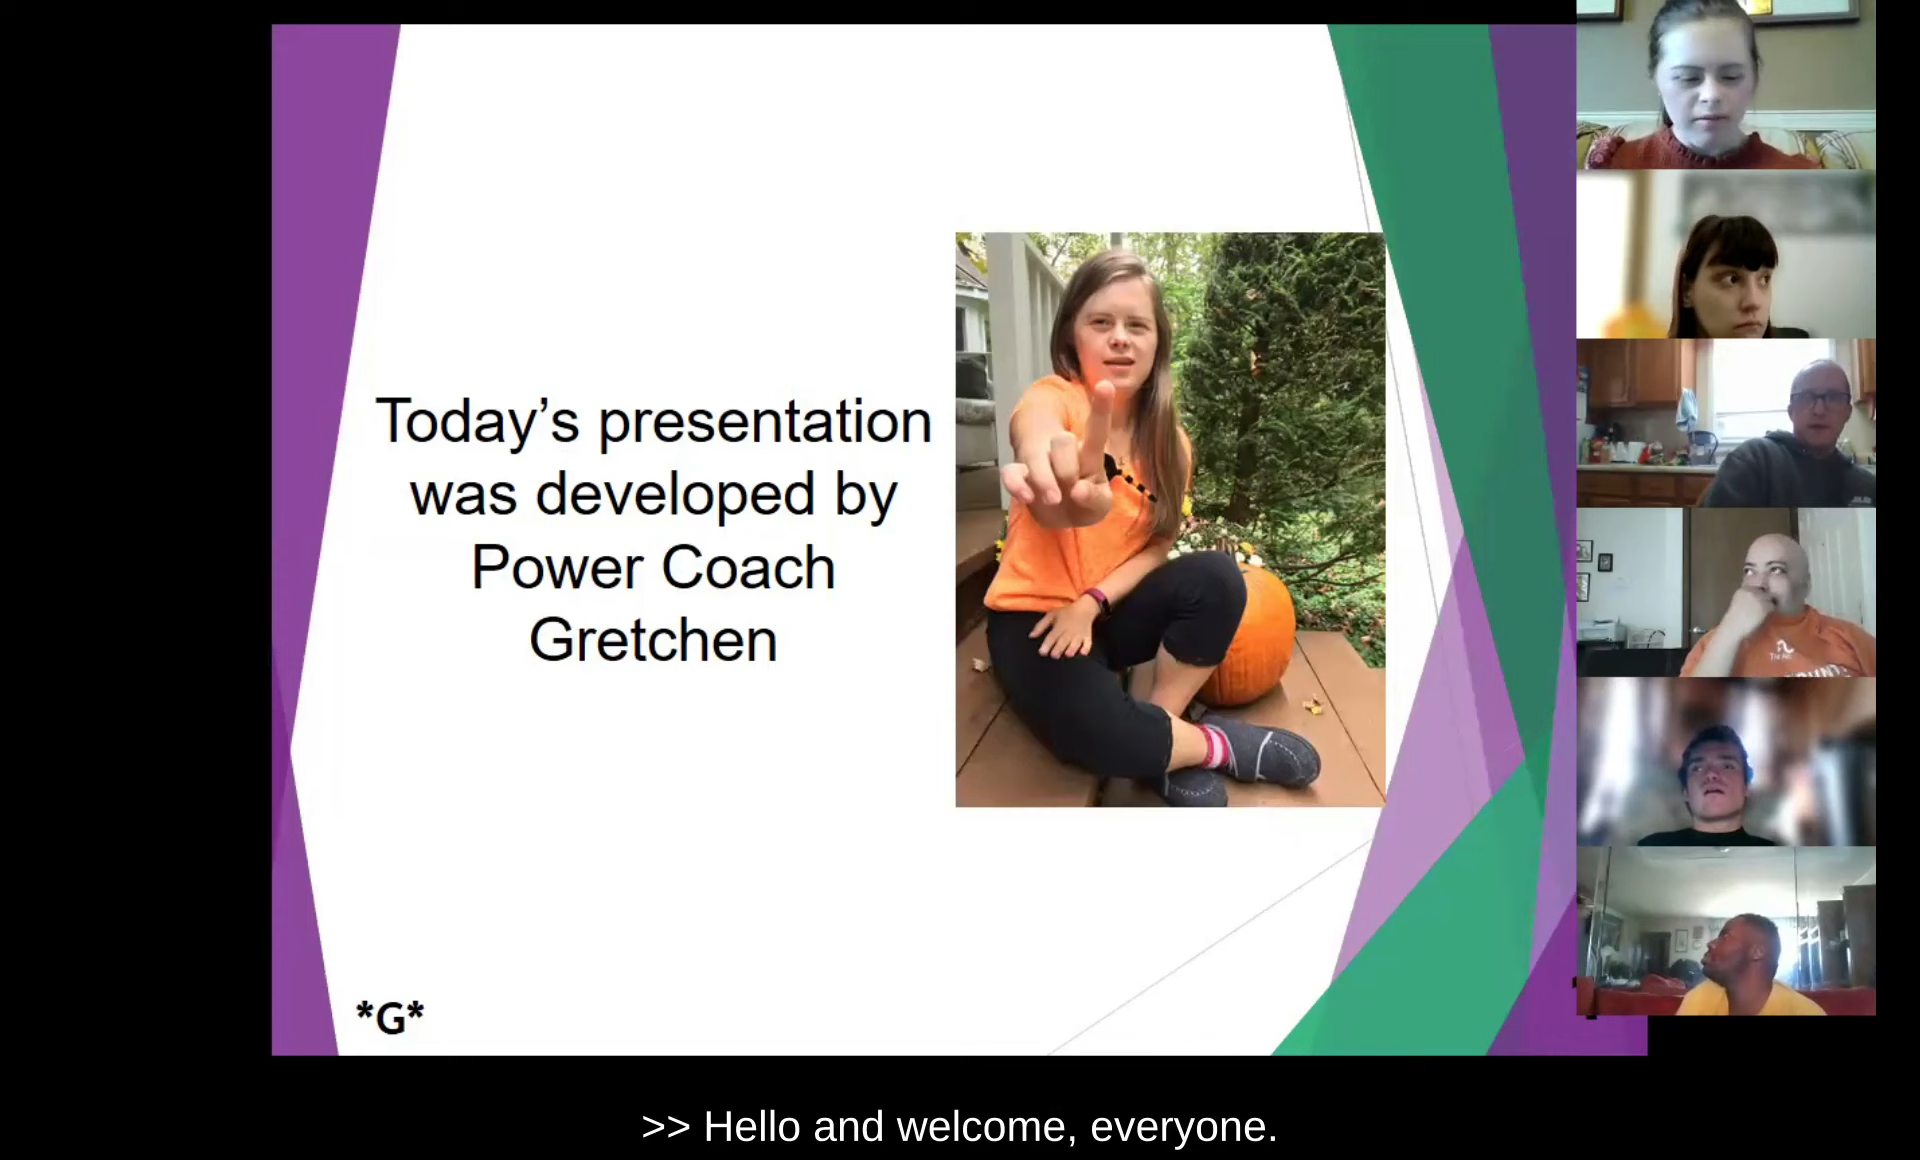 Today’s presentation
was developed by
Power Coach
Gretchen
*G*
>> Hello and welcome, everyone.